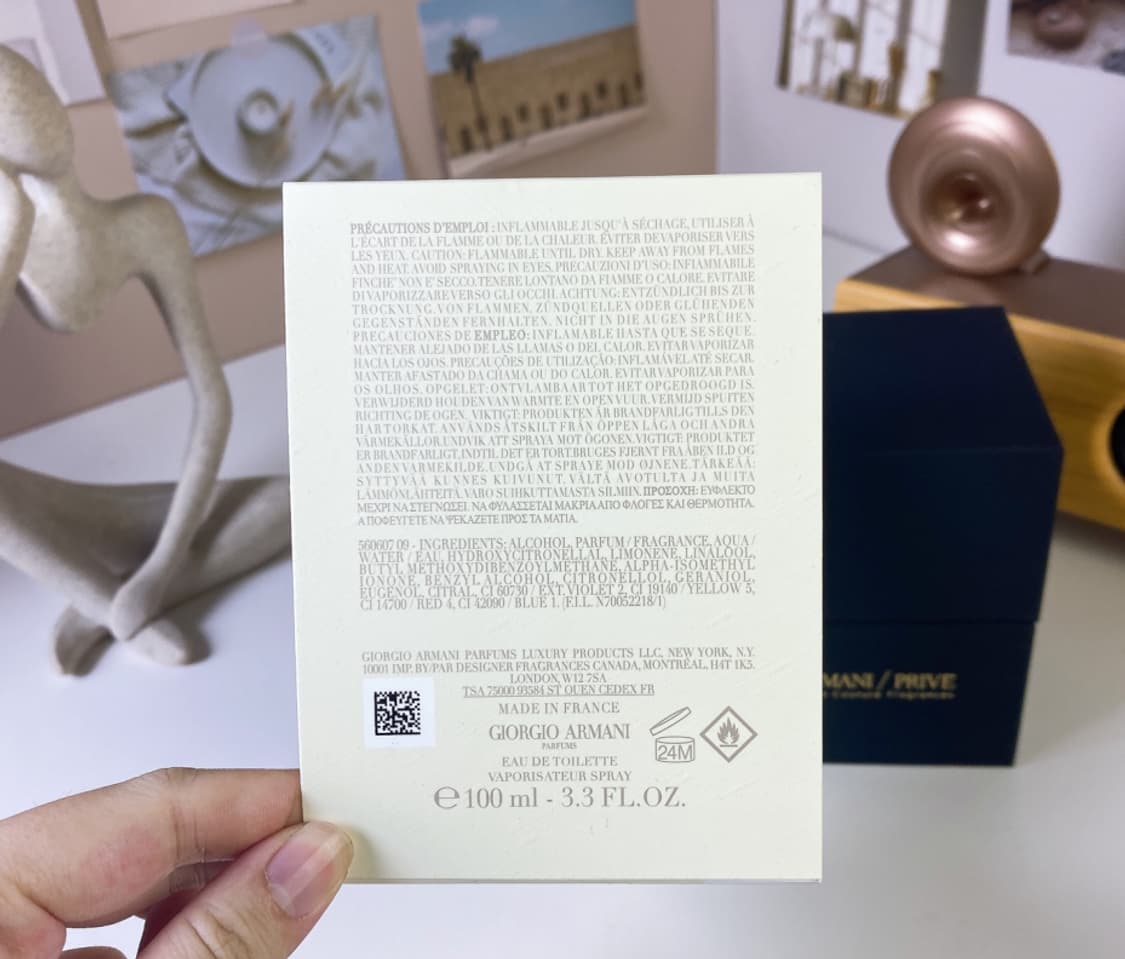 PRÉCAUTIONS D'EMPLOI : INFLAMMABLE JUSQU'À SÉCHAGE, UTILISER À
L'ÉCART DE LA FLAMME OU DE LA CHALEUR. ÉVITER DE VAPORISER VERS
LES YEUX. CAUTION: FLAMMABLE UNTIL DRY. KEEP AWAY FROM FLAMES
AND HEAT. AVOID SPRAYING IN EYES. PRECAUZIONI D'USO: INFIAMMABILE
FINCHE' NON E' SECCO. TENERE LONTANO DA FIAMME O CALORE. EVITARE
DI VAPORIZZARE VERSO GLI OCCHI. ACHTUNG: ENTZÜNDLICH BIS ZUR
TROCKNUNG. VON FLAMMEN, ZÜNDQUELLEN ODER GLÜHENDEN
GEGENSTÄNDEN FERNHALTEN. NICHT IN DIE AUGEN SPRÜHEN.
PRECAUCIONES DE EMPLEO: INFLAMABLE HASTA QUE SE SEQUE.
MANTENER ALEJADO DE LAS LLAMAS O DEL CALOR. EVITAR VAPORIZAR
HACIA LOS OJOS. PRECAUÇÕES DE UTILIZAÇÃO: INFLAMÁVEL ATÉ SECAR.
MANTER AFASTADO DA CHAMA OU DO CALOR. EVITAR VAPORIZAR PARA
OS OLHOS. OPGELET: ONTVLAMBAAR TOT HET OPGEDROOGD IS.
VERWIJDERD HOUDEN VAN WARMTE EN OPEN VUUR. VERMIJD SPUITEN
RICHTING DE OGEN. VIKTIGT: PRODUKTEN ÄR BRANDFARLIG TILLS DEN
HAR TORKAT. ANVÄNDS ÅTSKILT FRÅN ÖPPEN LÅGA OCH ANDRA
VÄRMEKÄLLOR. UNDVIK ATT SPRAYA MOT ÖGONEN. VIGTIGT: PRODUKTET
ER BRANDFARLIGT, INDTIL DET ER TORT. BRUGES FJERNT FRA ÅBEN ILD OG
ANDEN VARMEKILDE. UNDGÅ AT SPRAYE MOD ØJNENE. TÄRKEÄÄ:
SYTTYVÄÄ KUNNES KUIVUNUT. VÄLTÄ AVOTULTA JA MUITA
LÄMMÖNLÄHTEITÄ. VARO SUIHKUTTAMASTA SILMIIN. ΠΡΟΣΟΧΗ: ΕΥΦΛΕΚΤΟ
ΜΕΧΡΙ ΝΑ ΣΤΕΓΝΩΣΕΙ. ΝΑ ΦΥΛΑΣΣΕΤΑΙ ΜΑΚΡΙΑ ΑΠΟ ΦΛΟΓΕΣ ΚΑΙ ΘΕΡΜΟΤΗΤΑ.
ΑΠΟΦΕΥΓΕΤΕ ΝΑ ΨΕΚΑΖΕΤΕ ΠΡΟΣ ΤΑ ΜΑΤΙΑ.
560607 09 - INGREDIENTS: ALCOHOL, PARFUM / FRAGRANCE, AQUA /
WATER / EAU, HYDROXYCITRONELLAL, LIMONENE, LINALOOL,
BUTYL METHOXYDIBENZOYLMETHANE, ALPHA-ISOMETHYL
IONONE, BENZYL ALCOHOL, CITRONELLOL, GERANIOL,
EUGENOL, CITRAL, CI 60730 / EXT. VIOLET 2, CI 19140 / YELLOW 5,
CI 14700 / RED 4, CI 42090 / BLUE 1. (F.I.L. N70052218/1)
GIORGIO ARMANI PARFUMS LUXURY PRODUCTS LLC, NEW YORK, N.Y.
10001 IMP. BY/PAR DESIGNER FRAGRANCES CANADA, MONTRÉAL, H4T 1K5.
LONDON, W12 7SA
TSA 75000 93584 ST OUEN CEDEX FR
MADE IN FRANCE
GIORGIO ARMANI
PARFUMS
24M
EAU DE TOILETTE
VAPORISATEUR SPRAY
℮ 100 ml - 3.3 FL.OZ.
MANI / PRIVE